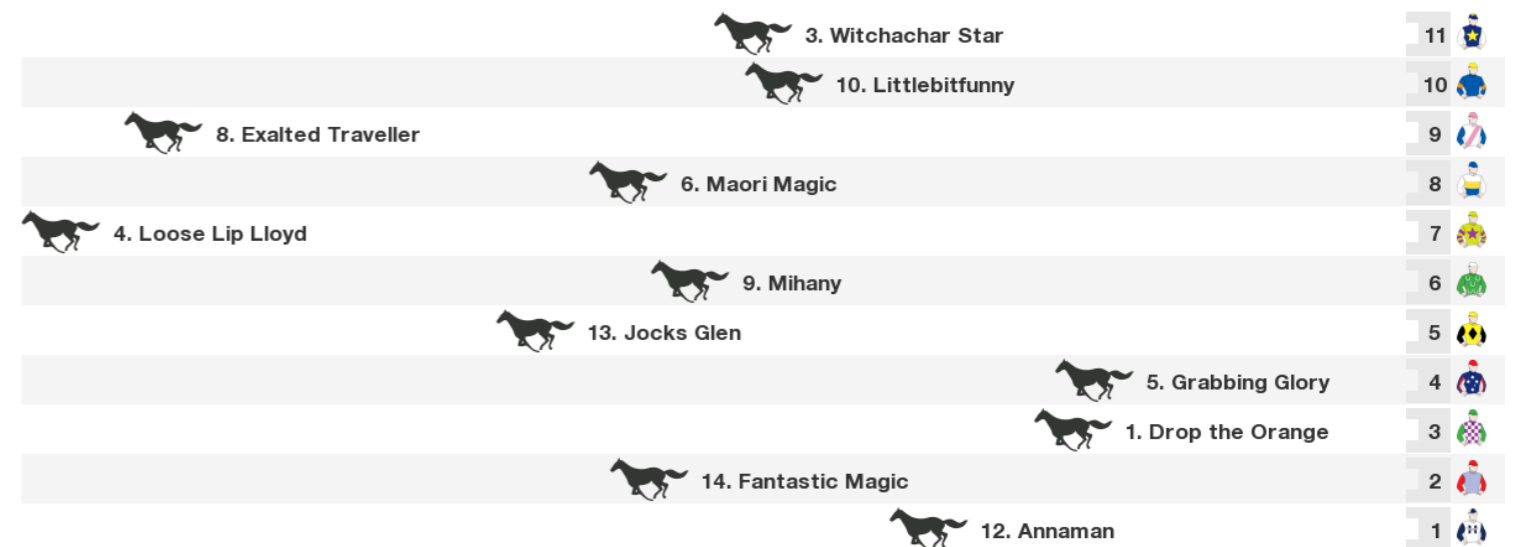 3. Witchachar Star 11
10. Littlebitfunny 10
8. Exalted Traveller 9
6. Maori Magic 8
4. Loose Lip Lloyd 7
9. Mihany 6
13. Jocks Glen 5
5. Grabbing Glory 4
1. Drop the Orange 3
14. Fantastic Magic 2
12. Annaman 1